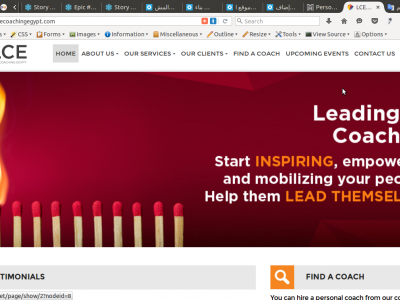 Story Epic # Story Story المش بناء موقع ا إضاف Perso LCE
ecoachingegypt.com Search
CSS Forms Images Information Miscellaneous Outline Resize Tools View Source
LCE HOME ABOUT US OUR SERVICES OUR CLIENTS FIND A COACH UPCOMING EVENTS CONTACT US
Leading
Coach
Start INSPIRING, empowe
and mobilizing your peo
Help them LEAD THEMSEL
TIMONIALS FIND A COACH
et/page/show/2?nodeid=8 You can hire a personal coach from our co